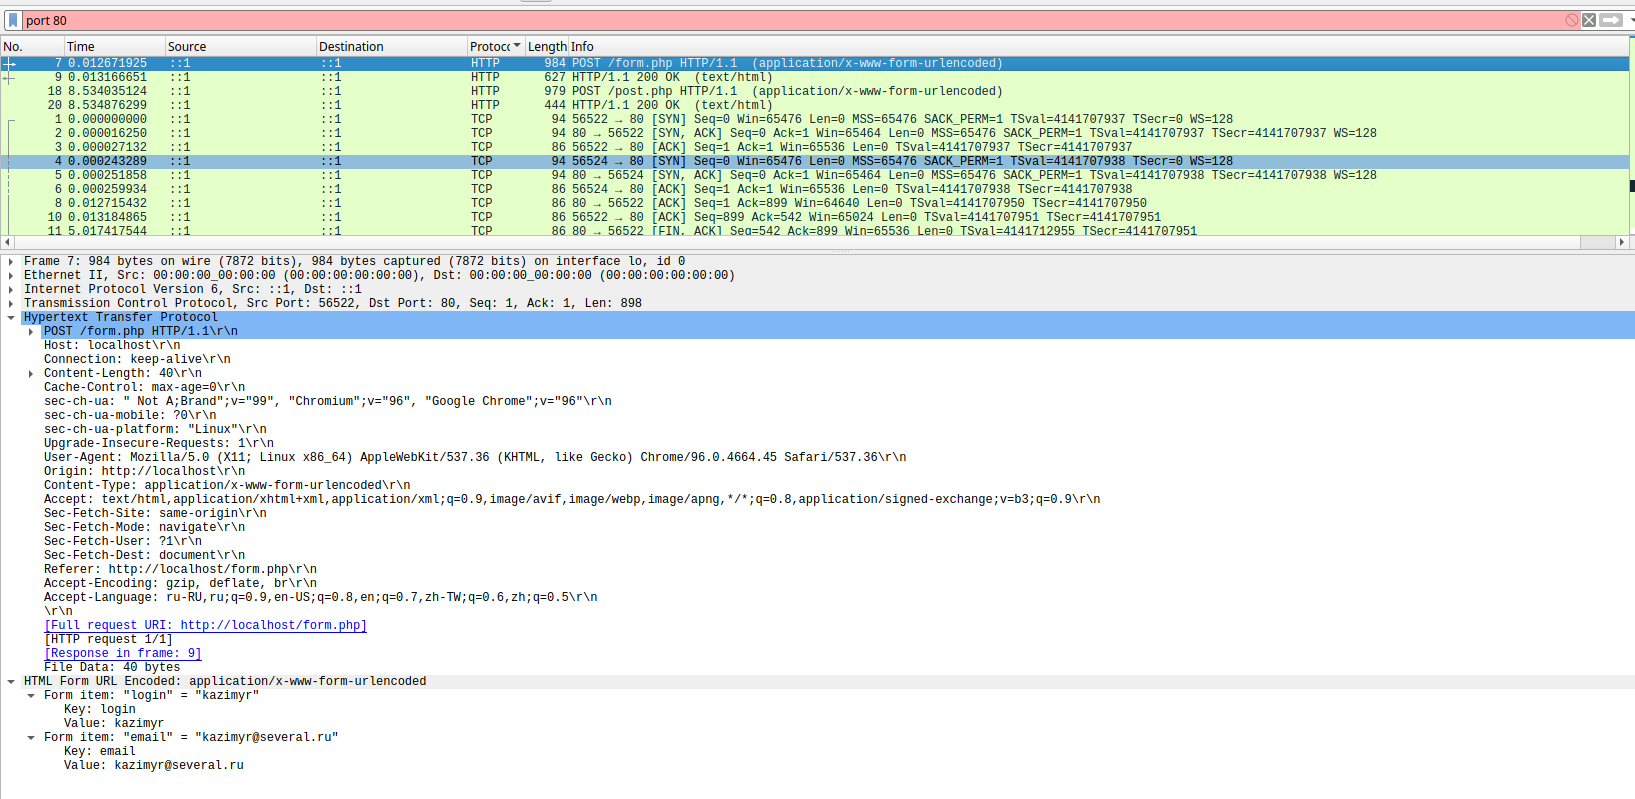 port 80
No. Time Source Destination Protoc Length Info
7 0.012671925 ::1 ::1 HTTP 984 POST /form.php HTTP/1.1  (application/x-www-form-urlencoded)
9 0.013166651 ::1 ::1 HTTP 627 HTTP/1.1 200 OK  (text/html)
18 8.534035124 ::1 ::1 HTTP 979 POST /post.php HTTP/1.1  (application/x-www-form-urlencoded)
20 8.534876299 ::1 ::1 HTTP 444 HTTP/1.1 200 OK  (text/html)
1 0.000000000 ::1 ::1 TCP 94 56522 → 80 [SYN] Seq=0 Win=65476 Len=0 MSS=65476 SACK_PERM=1 TSval=4141707937 TSecr=0 WS=128
2 0.000016250 ::1 ::1 TCP 94 80 → 56522 [SYN, ACK] Seq=0 Ack=1 Win=65464 Len=0 MSS=65476 SACK_PERM=1 TSval=4141707937 TSecr=4141707937 WS=128
3 0.000027132 ::1 ::1 TCP 86 56522 → 80 [ACK] Seq=1 Ack=1 Win=65536 Len=0 TSval=4141707937 TSecr=4141707937
4 0.000243289 ::1 ::1 TCP 94 56524 → 80 [SYN] Seq=0 Win=65476 Len=0 MSS=65476 SACK_PERM=1 TSval=4141707938 TSecr=0 WS=128
5 0.000251858 ::1 ::1 TCP 94 80 → 56524 [SYN, ACK] Seq=0 Ack=1 Win=65464 Len=0 MSS=65476 SACK_PERM=1 TSval=4141707938 TSecr=4141707938 WS=128
6 0.000259934 ::1 ::1 TCP 86 56524 → 80 [ACK] Seq=1 Ack=1 Win=65536 Len=0 TSval=4141707938 TSecr=4141707938
8 0.012715432 ::1 ::1 TCP 86 80 → 56522 [ACK] Seq=1 Ack=899 Win=64640 Len=0 TSval=4141707950 TSecr=4141707950
10 0.013184865 ::1 ::1 TCP 86 56522 → 80 [ACK] Seq=899 Ack=542 Win=65024 Len=0 TSval=4141707951 TSecr=4141707951
11 5.017417544 ::1 ::1 TCP 86 80 → 56522 [FIN, ACK] Seq=542 Ack=899 Win=65536 Len=0 TSval=4141712955 TSecr=4141707951
Frame 7: 984 bytes on wire (7872 bits), 984 bytes captured (7872 bits) on interface lo, id 0
Ethernet II, Src: 00:00:00_00:00:00 (00:00:00:00:00:00), Dst: 00:00:00_00:00:00 (00:00:00:00:00:00)
Internet Protocol Version 6, Src: ::1, Dst: ::1
Transmission Control Protocol, Src Port: 56522, Dst Port: 80, Seq: 1, Ack: 1, Len: 898
Hypertext Transfer Protocol
POST /form.php HTTP/1.1\r\n
Host: localhost\r\n
Connection: keep-alive\r\n
Content-Length: 40\r\n
Cache-Control: max-age=0\r\n
sec-ch-ua: " Not A;Brand";v="99", "Chromium";v="96", "Google Chrome";v="96"\r\n
sec-ch-ua-mobile: ?0\r\n
sec-ch-ua-platform: "Linux"\r\n
Upgrade-Insecure-Requests: 1\r\n
User-Agent: Mozilla/5.0 (X11; Linux x86_64) AppleWebKit/537.36 (KHTML, like Gecko) Chrome/96.0.4664.45 Safari/537.36\r\n
Origin: http://localhost\r\n
Content-Type: application/x-www-form-urlencoded\r\n
Accept: text/html,application/xhtml+xml,application/xml;q=0.9,image/avif,image/webp,image/apng,*/*;q=0.8,application/signed-exchange;v=b3;q=0.9\r\n
Sec-Fetch-Site: same-origin\r\n
Sec-Fetch-Mode: navigate\r\n
Sec-Fetch-User: ?1\r\n
Sec-Fetch-Dest: document\r\n
Referer: http://localhost/form.php\r\n
Accept-Encoding: gzip, deflate, br\r\n
Accept-Language: ru-RU,ru;q=0.9,en-US;q=0.8,en;q=0.7,zh-TW;q=0.6,zh;q=0.5\r\n
\r\n
[Full request URI: http://localhost/form.php]
[HTTP request 1/1]
[Response in frame: 9]
File Data: 40 bytes
HTML Form URL Encoded: application/x-www-form-urlencoded
Form item: "login" = "kazimyr"
Key: login
Value: kazimyr
Form item: "email" = "kazimyr@several.ru"
Key: email
Value: kazimyr@several.ru